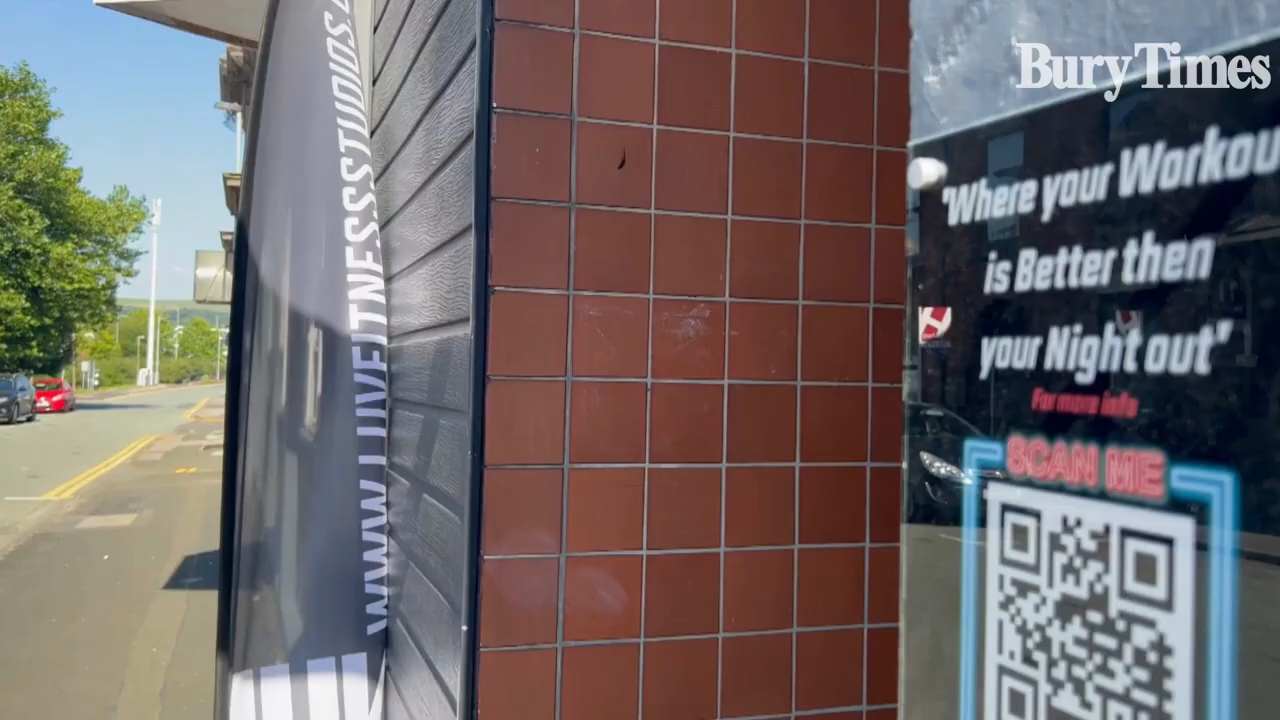 Bury Times
WWW.LIVEFITNESSSTUDIOS.
'Where your Workou
is Better then
your Night out'
For more info
SCAN ME